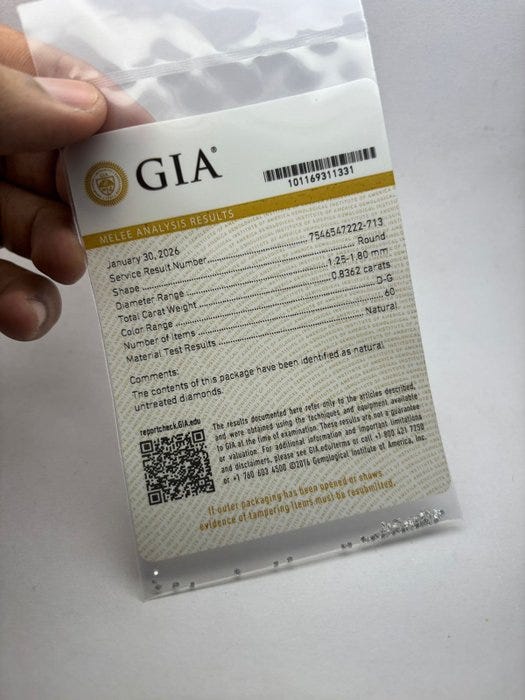 GIA®
101169311331
MELEE ANALYSIS RESULTS
January 30, 2026
Service Result Number 7546547222-713
Shape Round
Diameter Range 1.25-1.80 mm
Total Carat Weight 0.8362 carats
Color Range D-G
Number of Items 60
Material Test Results Natural
Comments:
The contents of this package have been identified as natural
untreated diamonds.
reportcheck.GIA.edu
The results documented here refer only to the articles described,
and were obtained using the techniques and equipment available
to GIA at the time of examination. These results are not a guarantee
or valuation. For additional information and important limitations
and disclaimers, please see GIA.edu/terms or call +1 800 421 7250
or +1 760 603 4500 ©2016 Gemological Institute of America, Inc.
If outer packaging has been opened or shows
evidence of tampering items must be resubmitted.